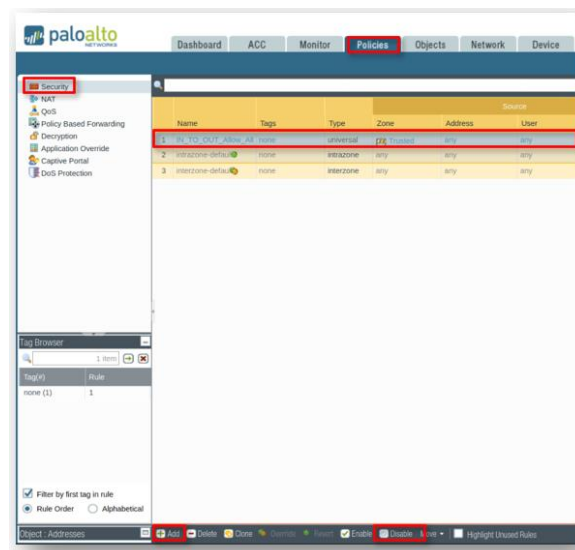 paloalto
NETWORKS
Dashboard ACC Monitor Policies Objects Network Device
Security
NAT
QoS
Policy Based Forwarding
Decryption
Application Override
Captive Portal
DoS Protection
Source
Name Tags Type Zone Address User
1 IN_TO_OUT_Allow_All none universal Trusted any any
2 intrazone-default none intrazone any any any
3 interzone-default none interzone any any any
Tag Browser
1 item
Tag(#) Rule
none (1) 1
Filter by first tag in rule
Rule Order Alphabetical
Object : Addresses
Add Delete Clone Override Revert Enable Disable Move Highlight Unused Rules